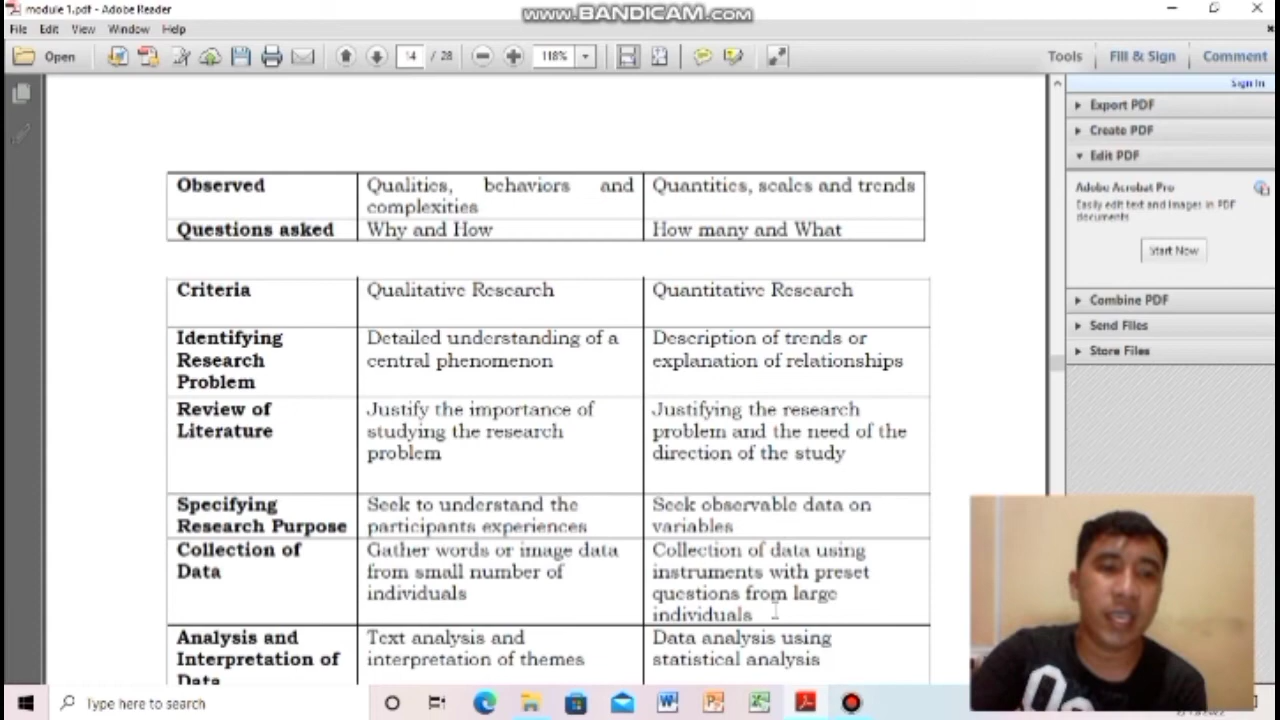 module 1.pdf - Adobe Reader
www.BANDICAM.com
File Edit View Window Help
Open 14 / 28 118% Tools Fill & Sign Comment
Sign In
Export PDF
Create PDF
Edit PDF
Adobe Acrobat Pro
Easily edit text and images in PDF
documents
Start Now
Combine PDF
Send Files
Store Files
Observed Qualities, behaviors and Quantities, scales and trends
complexities
Questions asked Why and How How many and What
Criteria Qualitative Research Quantitative Research
Identifying Detailed understanding of a Description of trends or
Research central phenomenon explanation of relationships
Problem
Review of Justify the importance of Justifying the research
Literature studying the research problem and the need of the
problem direction of the study
Specifying Seek to understand the Seek observable data on
Research Purpose participants experiences variables
Collection of Gather words or image data Collection of data using
Data from small number of instruments with preset
individuals questions from large
individuals
Analysis and Text analysis and Data analysis using
Interpretation of interpretation of themes statistical analysis
Data
Type here to search